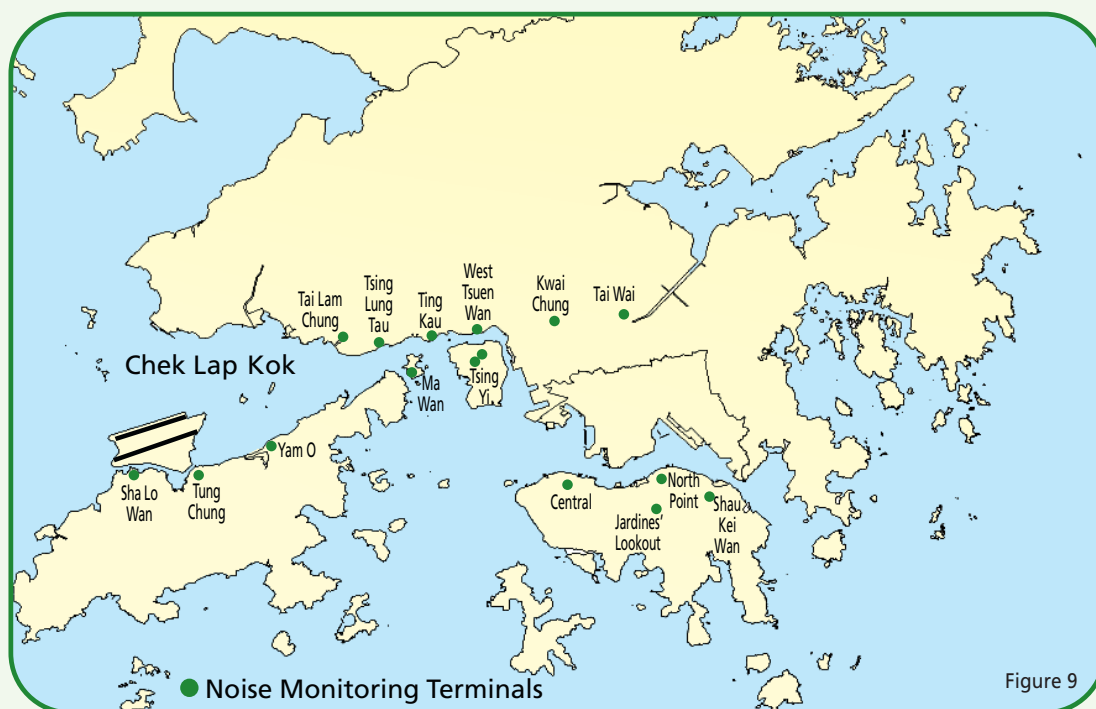 Tai Lam
Chung
Tsing
Lung
Tau
Ting
Kau
West
Tsuen
Wan
Kwai
Chung
Tai Wai
Chek Lap Kok
Ma
Wan
Tsing
Yi
Yam O
Sha Lo
Wan
Tung
Chung
Central
North
Point
Jardines’
Lookout
Shau
Kei
Wan
Noise Monitoring Terminals
Figure 9